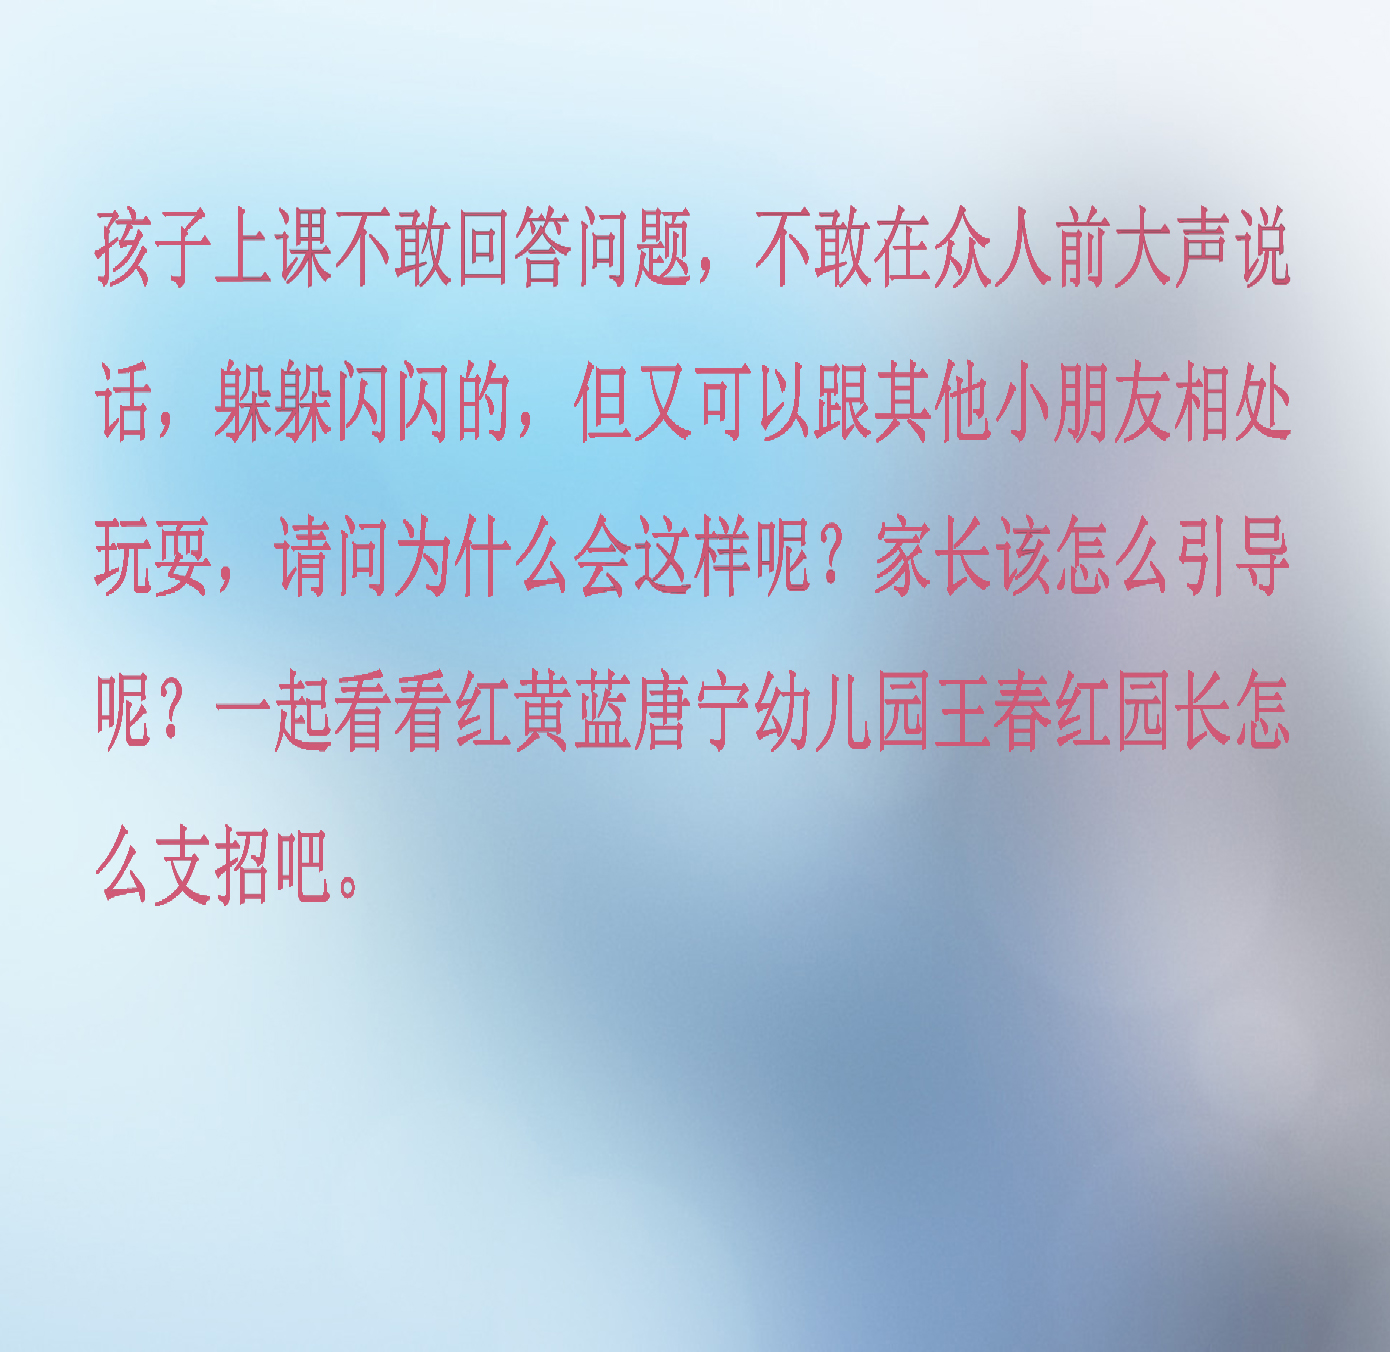 孩子上课不敢回答问题，不敢在众人前大声说
话，躲躲闪闪的，但又可以跟其他小朋友相处
玩耍，请问为什么会这样呢？家长该怎么引导
呢？一起看看红黄蓝唐宁幼儿园王春红园长怎
么支招吧。